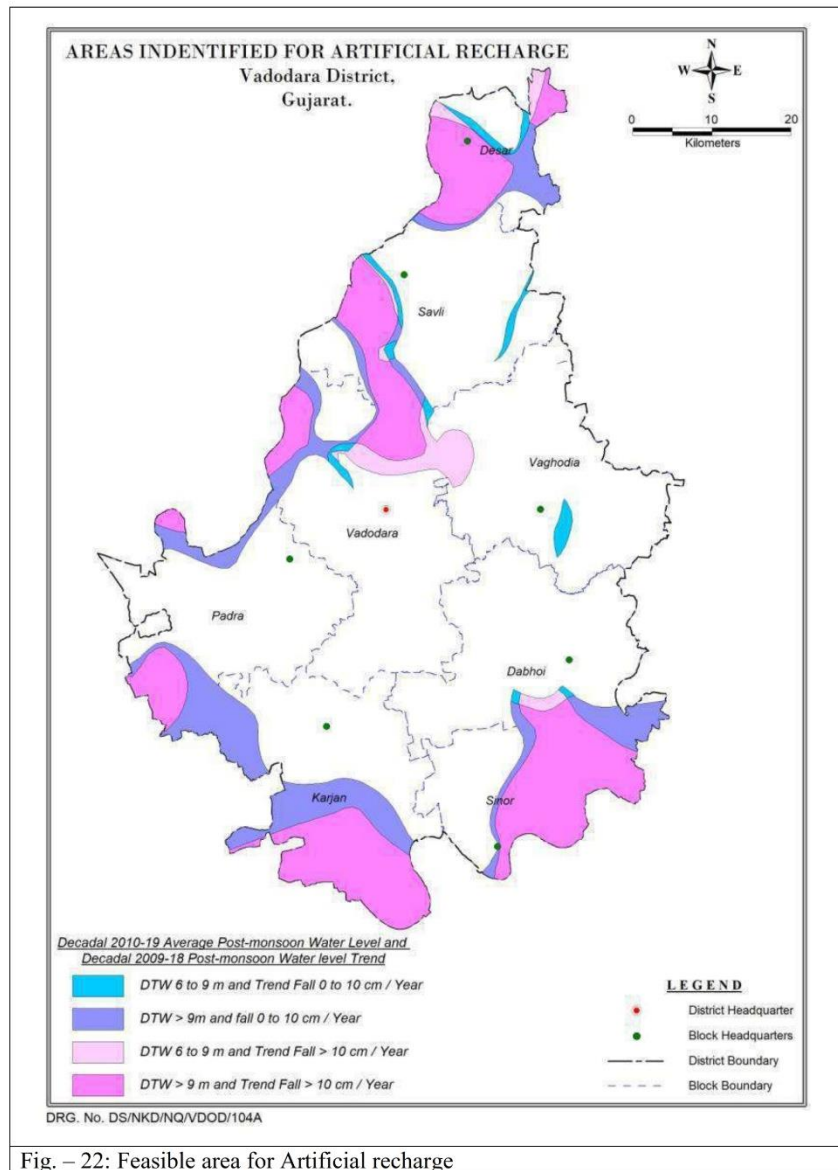 AREAS INDENTIFIED FOR ARTIFICIAL RECHARGE
Vadodara District,
Gujarat.
N
W E
S
0 10 20
Kilometers
Desar
Savli
Vaghodia
Vadodara
Padra
Dabhoi
Karjan
Sinor
Decadal 2010-19 Average Post-monsoon Water Level and
Decadal 2009-18 Post-monsoon Water level Trend
DTW 6 to 9 m and Trend Fall 0 to 10 cm / Year
DTW > 9m and fall 0 to 10 cm / Year
DTW 6 to 9 m and Trend Fall > 10 cm / Year
DTW > 9 m and Trend Fall > 10 cm / Year
LEGEND
District Headquarter
Block Headquarters
District Boundary
Block Boundary
DRG. No. DS/NKD/NQ/VDOD/104A
Fig. – 22: Feasible area for Artificial recharge